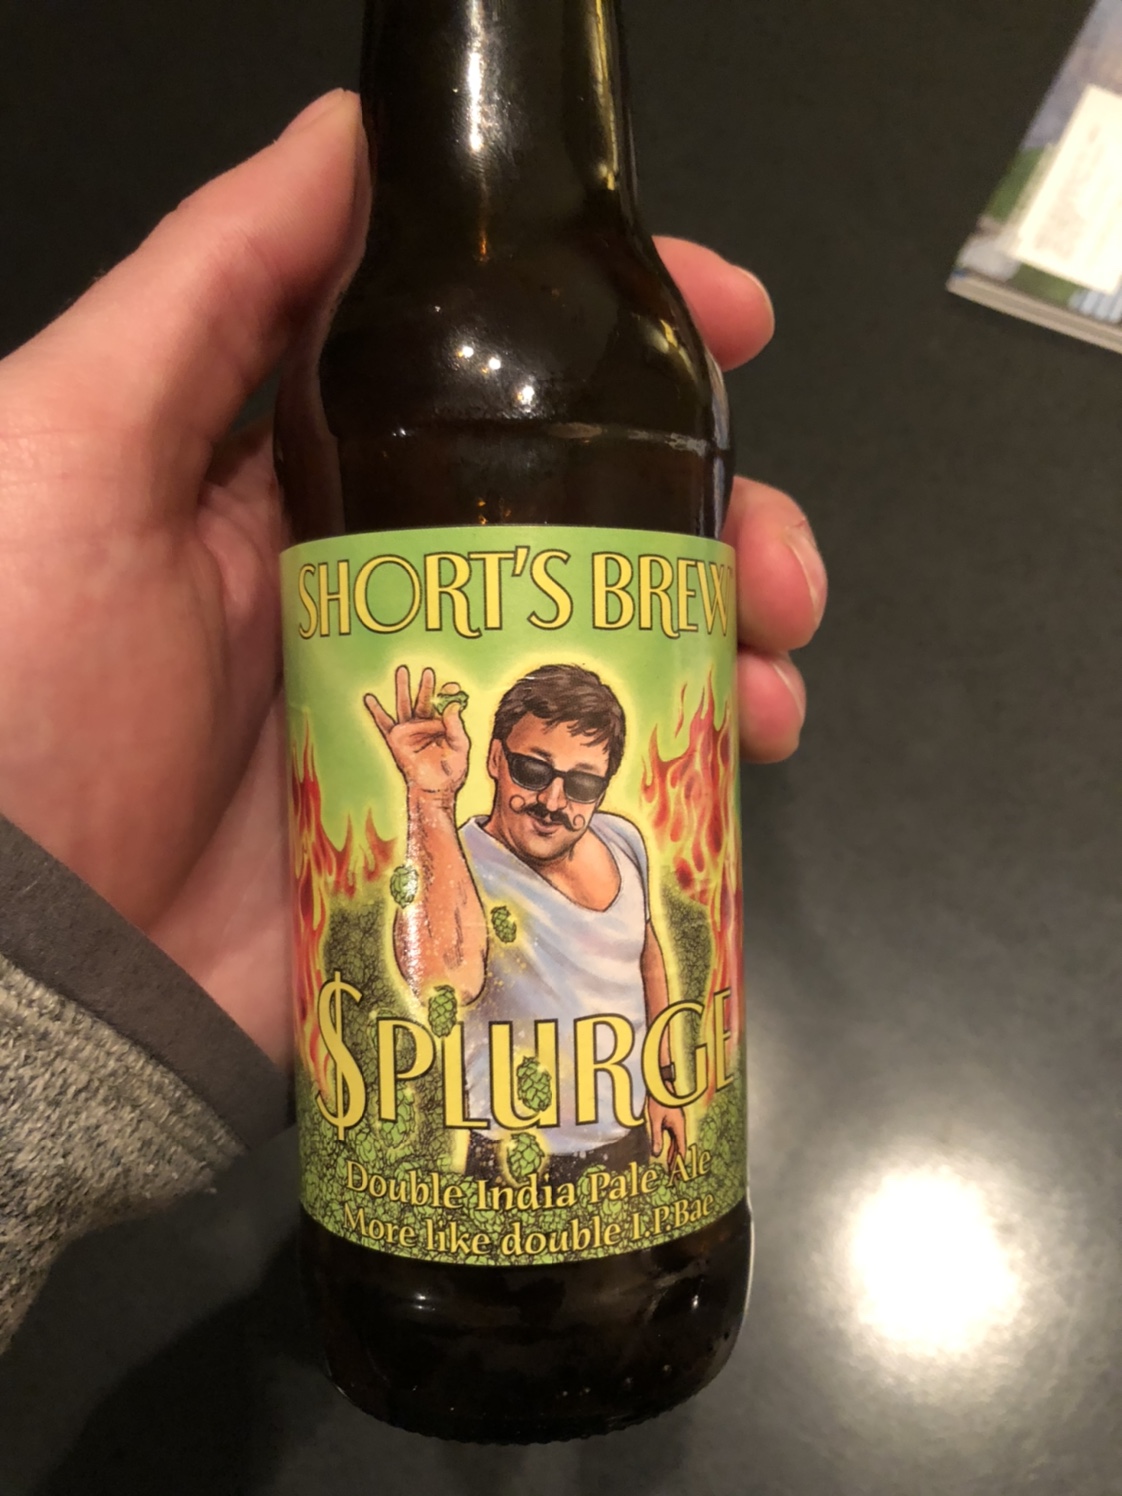 SHORT'S BREW
$PLURGE
Double India Pale Ale
More like double I.P.Bae